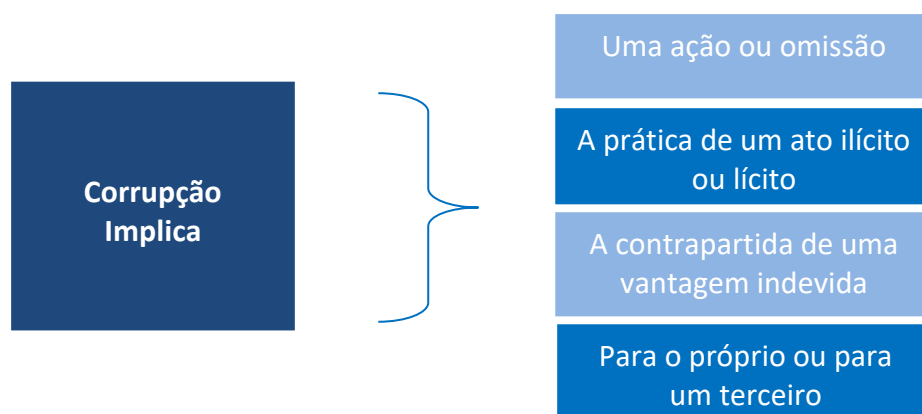 Corrupção
Implica
Uma ação ou omissão
A prática de um ato ilícito
ou lícito
A contrapartida de uma
vantagem indevida
Para o próprio ou para
um terceiro